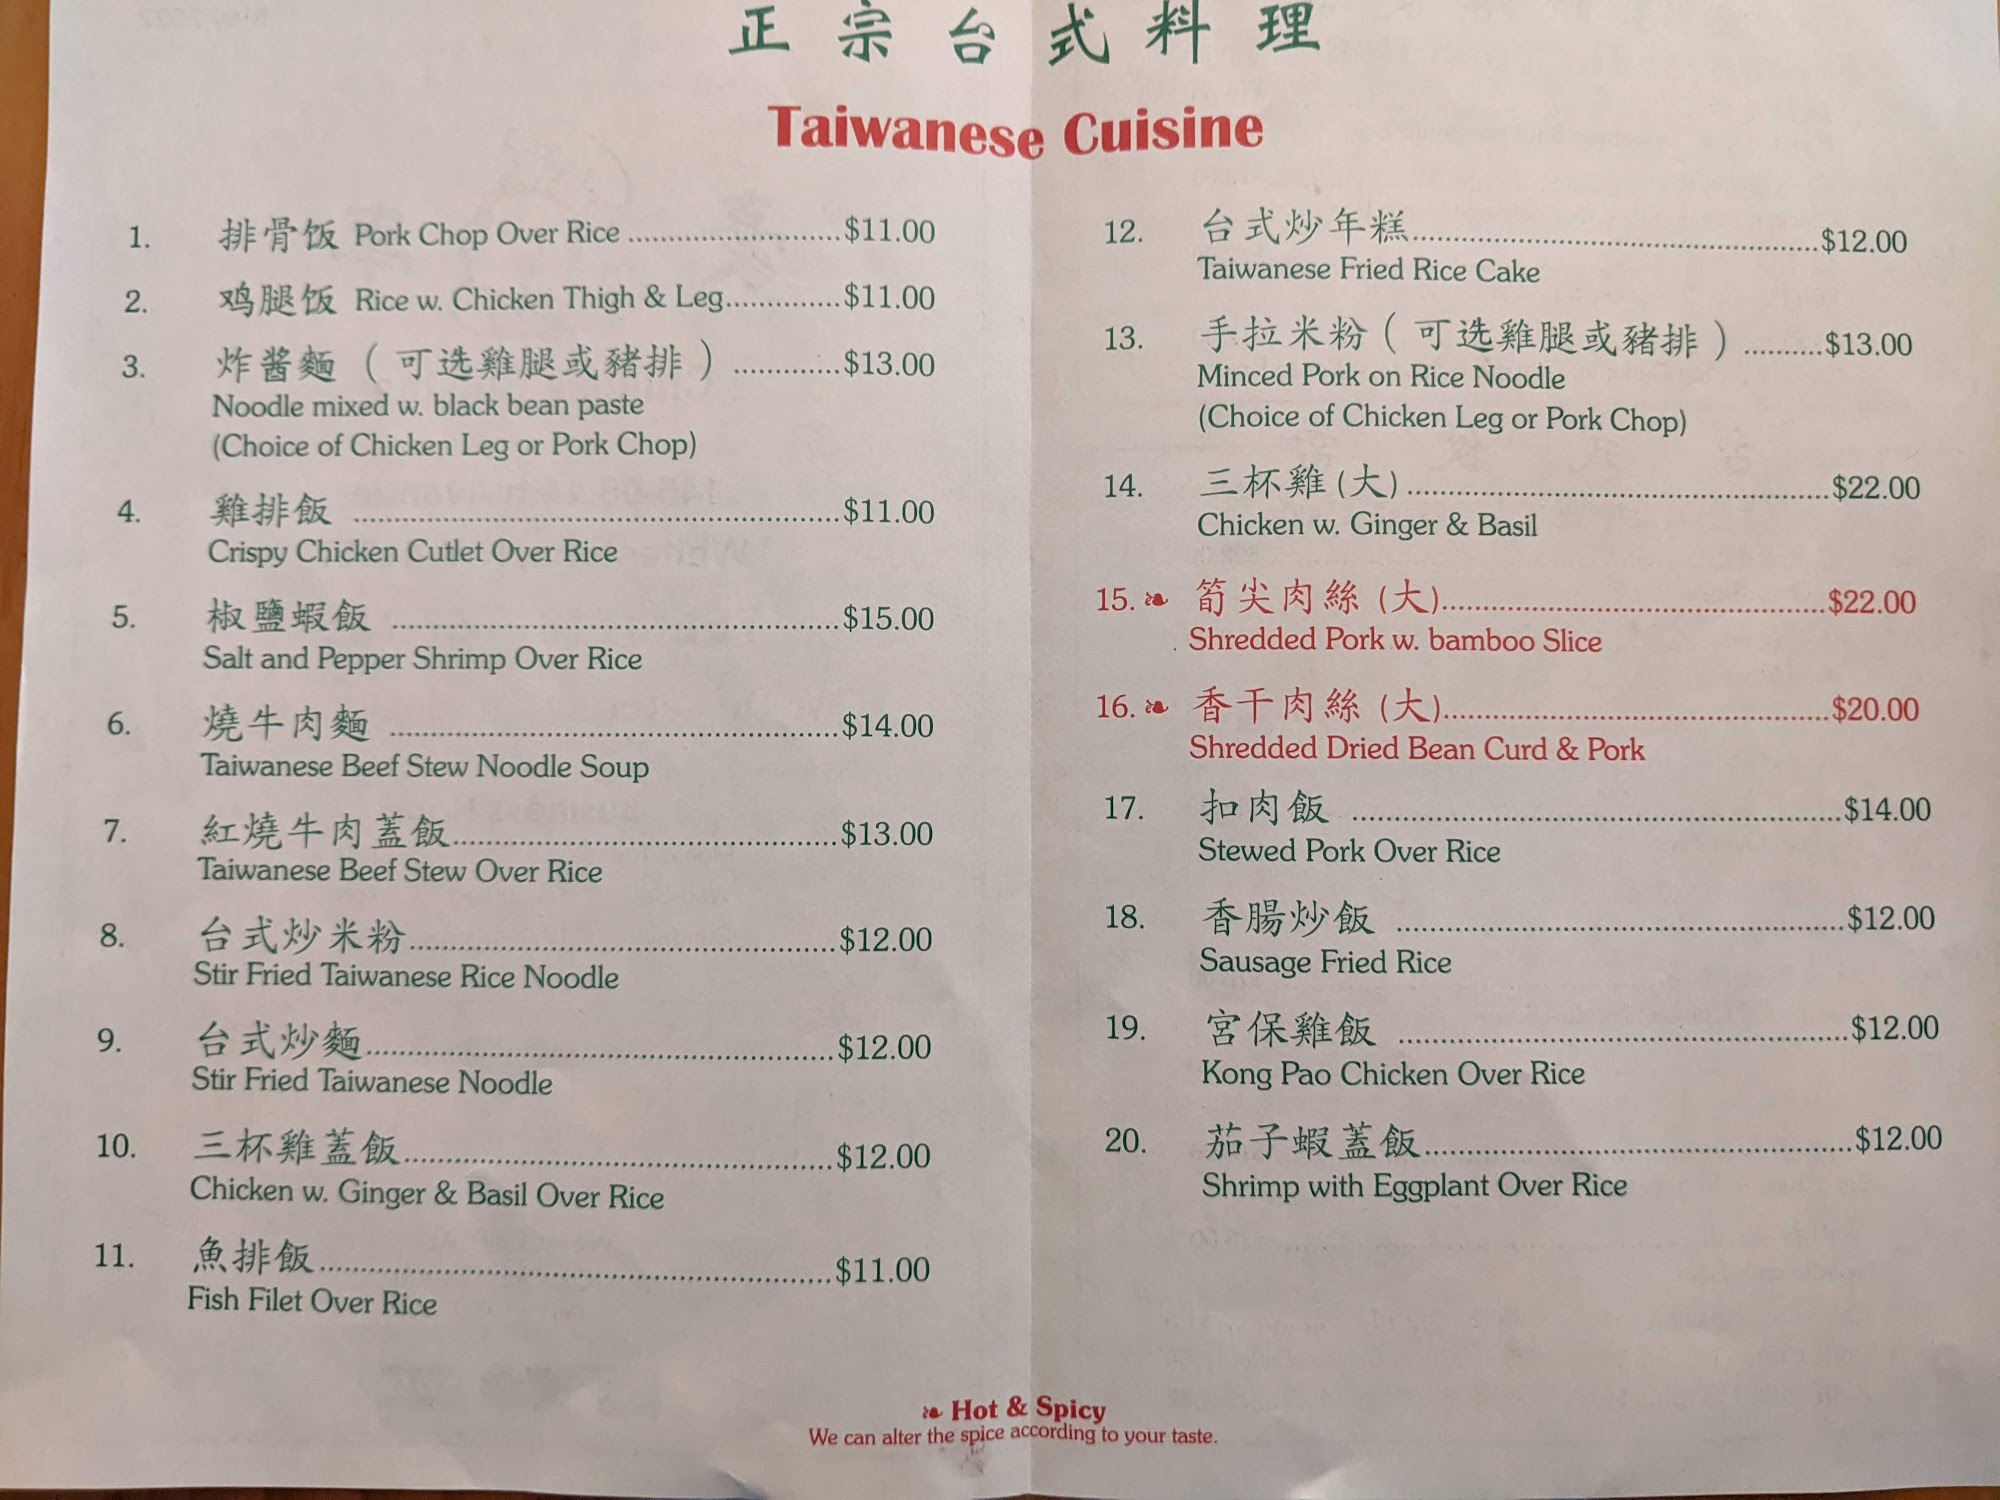 正宗台式料理
Taiwanese Cuisine
1. 排骨饭 Pork Chop Over Rice ........................$11.00
2. 鸡腿饭 Rice w. Chicken Thigh & Leg..............$11.00
3. 炸酱麵 ( 可选雞腿或豬排 ) .............$13.00
Noodle mixed w. black bean paste
(Choice of Chicken Leg or Pork Chop)
4. 雞排飯 ........................................................$11.00
Crispy Chicken Cutlet Over Rice
5. 椒鹽蝦飯 ...................................................$15.00
Salt and Pepper Shrimp Over Rice
6. 燒牛肉麵 ...................................................$14.00
Taiwanese Beef Stew Noodle Soup
7. 紅燒牛肉蓋飯............................................$13.00
Taiwanese Beef Stew Over Rice
8. 台式炒米粉.................................................$12.00
Stir Fried Taiwanese Rice Noodle
9. 台式炒麵......................................................$12.00
Stir Fried Taiwanese Noodle
10. 三杯雞蓋飯.................................................$12.00
Chicken w. Ginger & Basil Over Rice
11. 魚排飯...........................................................$11.00
Fish Filet Over Rice
12. 台式炒年糕..............................................$12.00
Taiwanese Fried Rice Cake
13. 手拉米粉 ( 可选雞腿或豬排 ) ..........$13.00
Minced Pork on Rice Noodle
(Choice of Chicken Leg or Pork Chop)
14. 三杯雞 (大) ................................................$22.00
Chicken w. Ginger & Basil
15. ❧ 筍尖肉絲 (大)............................................$22.00
Shredded Pork w. bamboo Slice
16. ❧ 香干肉絲 (大)............................................$20.00
Shredded Dried Bean Curd & Pork
17. 扣肉飯 .......................................................$14.00
Stewed Pork Over Rice
18. 香腸炒飯 ..................................................$12.00
Sausage Fried Rice
19. 宮保雞飯 ..................................................$12.00
Kong Pao Chicken Over Rice
20. 茄子蝦蓋飯...............................................$12.00
Shrimp with Eggplant Over Rice
❧ Hot & Spicy
We can alter the spice according to your taste.